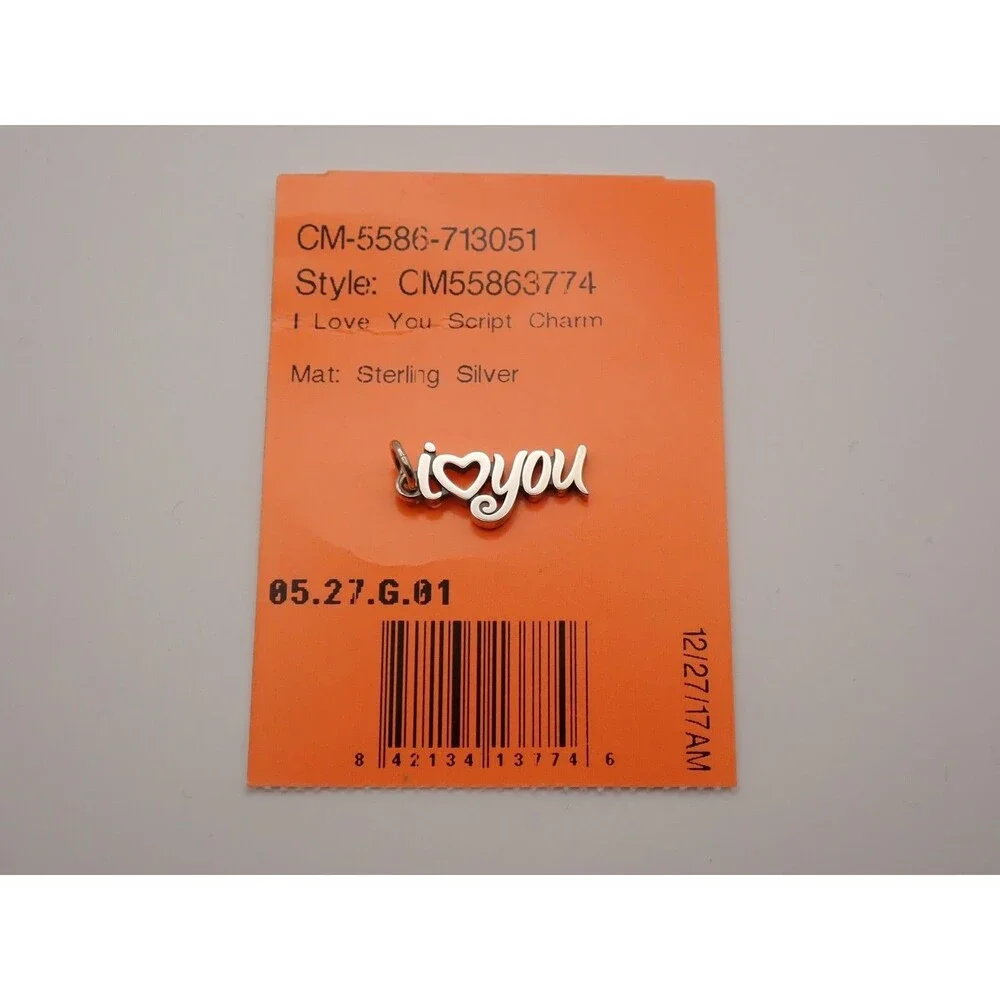 CM-5586-713051
Style: CM55863774
I Love You Script Charm
Mat: Sterling Silver
i♡you
05.27.G.01
12/27/17AM
8 42134 13774 6